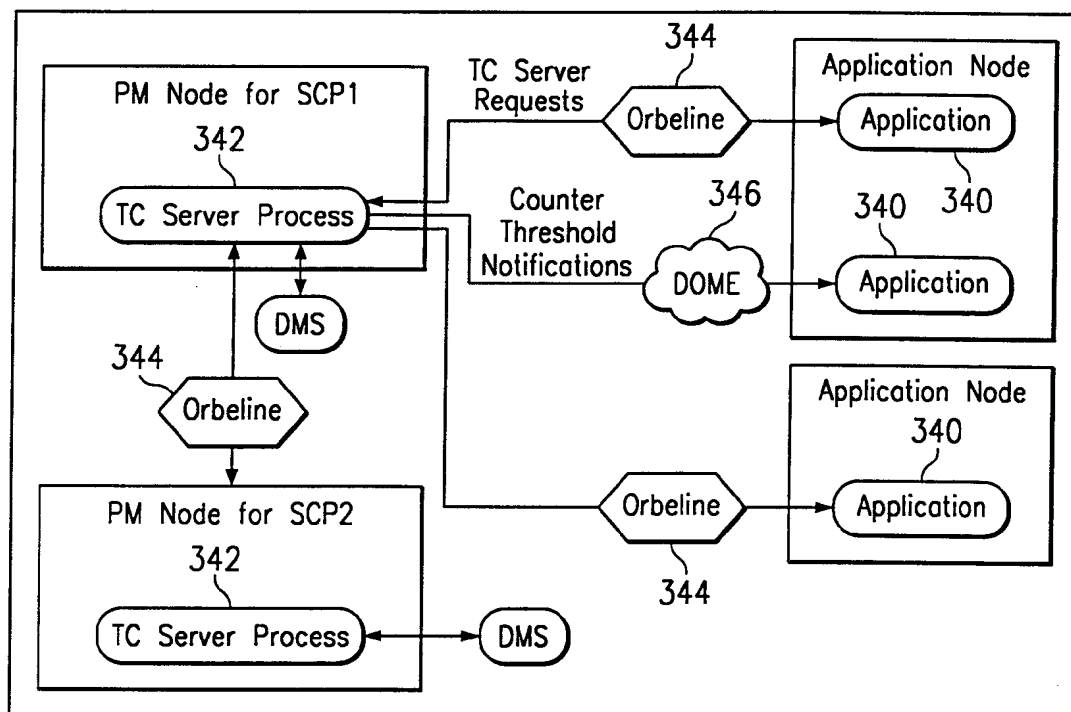 344
Application Node
TC Server
Requests
PM Node for SCP1
Orbeline
Application
342
340
Counter
Threshold
Notifications
346
340
TC Server Process
DOME
Application
DMS
344
Orbeline
Application Node
340
PM Node for SCP2
Orbeline
Application
342
344
TC Server Process
DMS